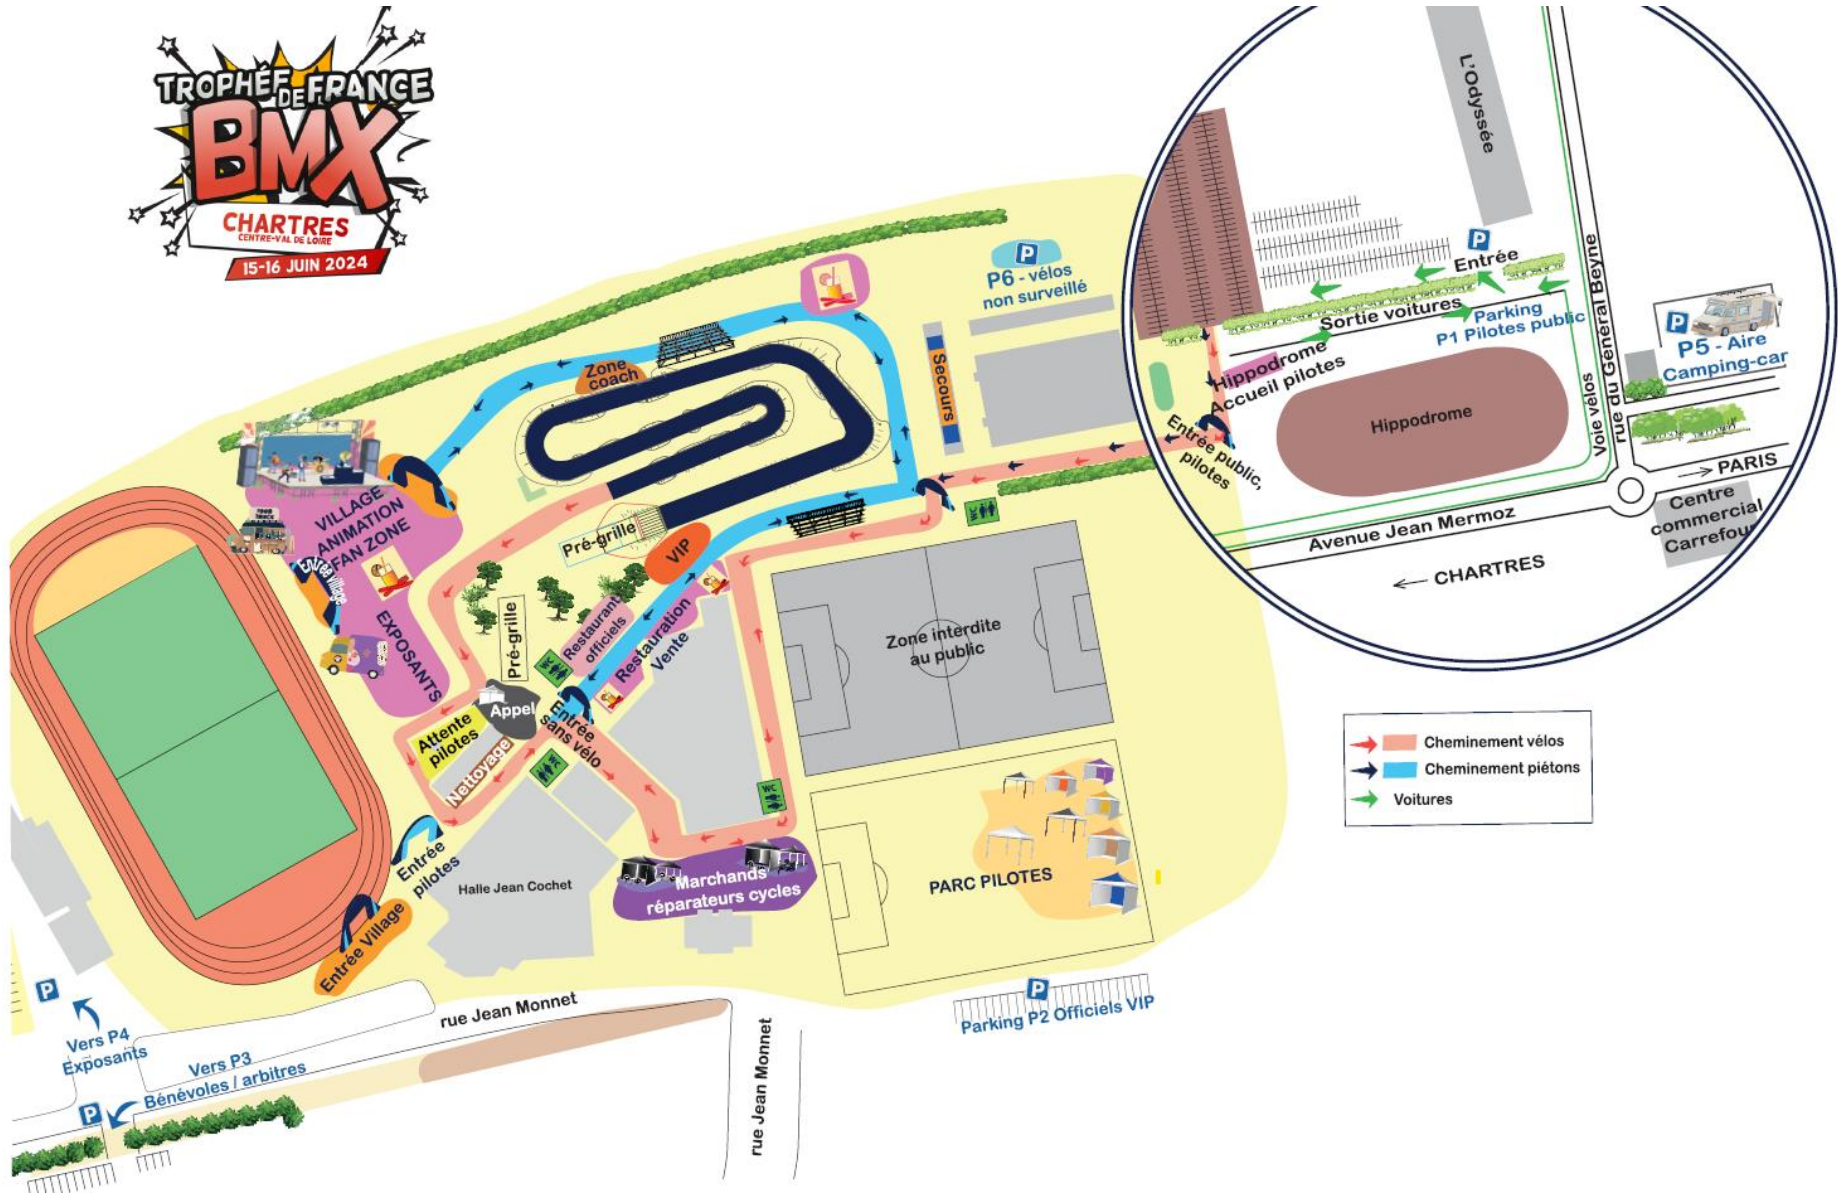 TROPHÉE
DE FRANCE
BMX
CHARTRES
CENTRE-VAL DE LOIRE
15-16 JUIN 2024
L'Odyssée
P
Entrée
Sortie voitures
Parking
P1 Pilotes public
Hippodrome
Accueil pilotes
Hippodrome
Voie vélos
rue du Général Beyne
P
P5 - Aire
Camping-car
PARIS
Centre
commercial
Carrefour
Avenue Jean Mermoz
CHARTRES
Entrée public,
pilotes
P
P6 - vélos
non surveillé
Secours
Zone
coach
VILLAGE
ANIMATION
FAN ZONE
FOOD
TRUCK
Entrée village
EXPOSANTS
Pré-grille
VIP
WC
Pré-grille
Restaurant
officiels
Restauration
Vente
WC
Zone interdite
au public
Appel
Entrée
sans vélo
Attente
pilotes
Nettoyage
WC
WC
Entrée
pilotes
Halle Jean Cochet
Marchands
réparateurs cycles
PARC PILOTES
Entrée Village
Cheminement vélos
Cheminement piétons
Voitures
P
Vers P4
Exposants
Vers P3
Bénévoles / arbitres
P
rue Jean Monnet
rue Jean Monnet
P
Parking P2 Officiels VIP